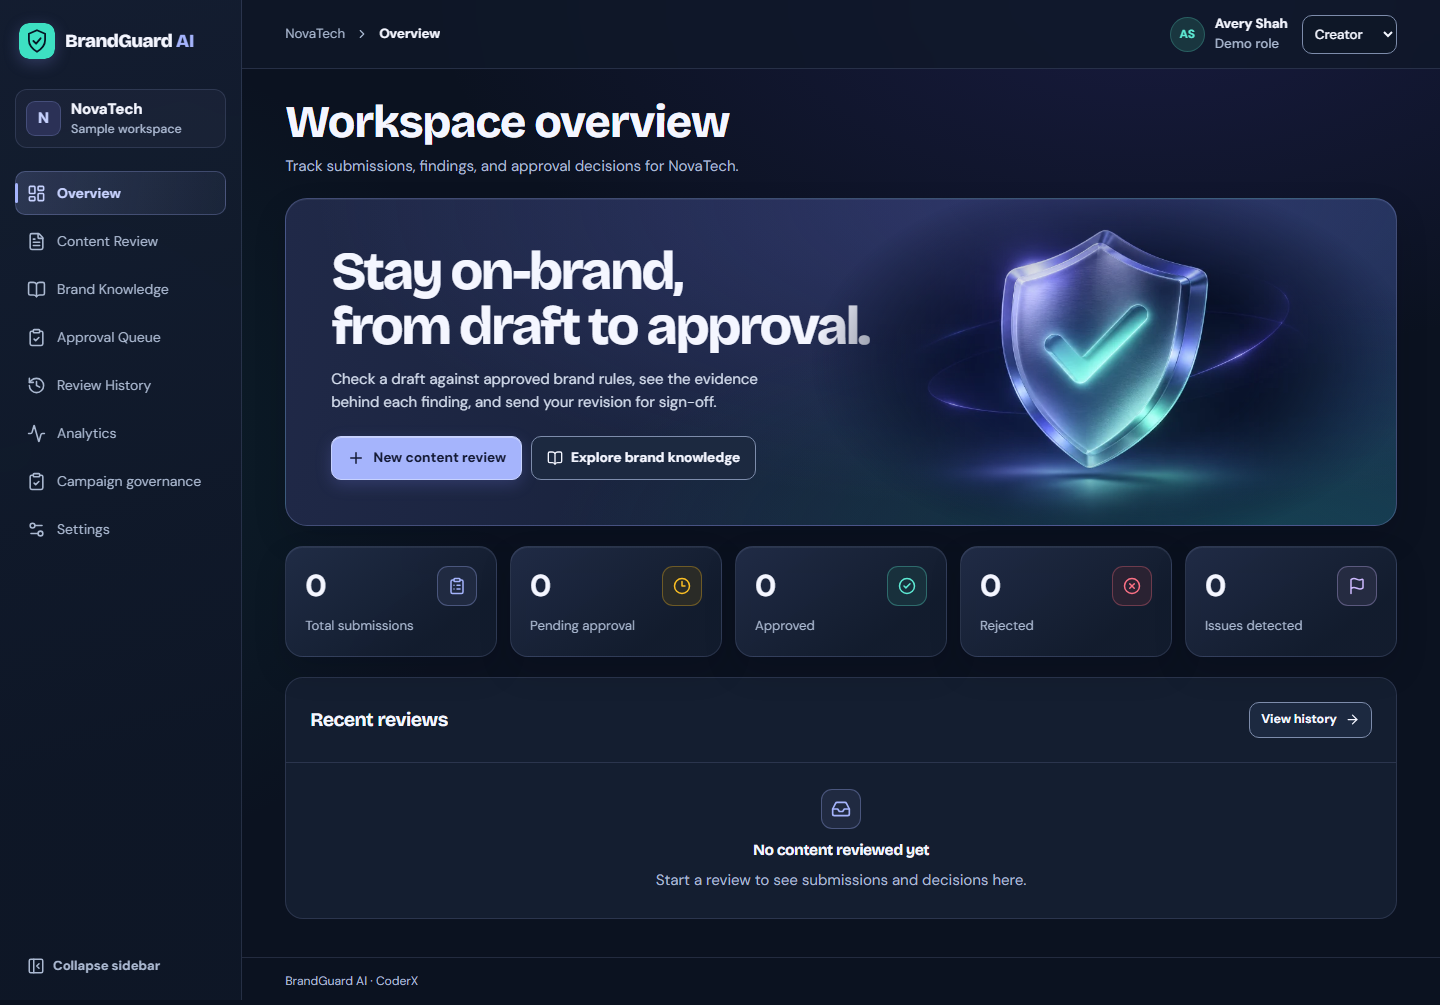 BrandGuard AI
N
NovaTech
Sample workspace
Overview
Content Review
Brand Knowledge
Approval Queue
Review History
Analytics
Campaign governance
Settings
Collapse sidebar
NovaTech > Overview
AS
Avery Shah
Demo role
Creator
Workspace overview
Track submissions, findings, and approval decisions for NovaTech.
Stay on-brand,
from draft to approval.
Check a draft against approved brand rules, see the evidence
behind each finding, and send your revision for sign-off.
New content review
Explore brand knowledge
0
Total submissions
0
Pending approval
0
Approved
0
Rejected
0
Issues detected
Recent reviews
View history
No content reviewed yet
Start a review to see submissions and decisions here.
BrandGuard AI · CoderX